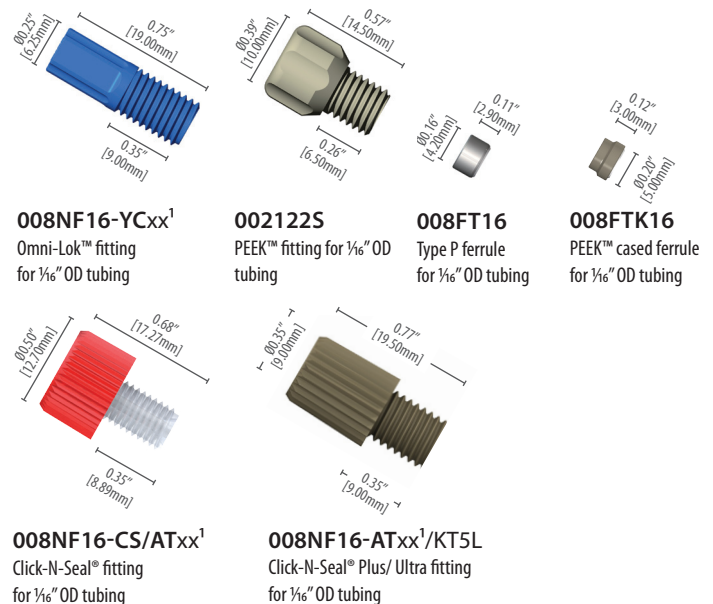 Ø0.25″
[6.25mm]
0.75″
[19.00mm]
0.35″
[9.00mm]
Ø0.39″
[10.00mm]
0.57″
[14.50mm]
0.26″
[6.50mm]
Ø0.16″
[4.20mm]
0.11″
[2.90mm]
0.12″
[3.00mm]
Ø0.20″
[5.00mm]
008NF16-YCxx¹
Omni-Lok™ fitting
for 1⁄16″ OD tubing
002122S
PEEK™ fitting for 1⁄16″ OD
tubing
008FT16
Type P ferrule
for 1⁄16″ OD tubing
008FTK16
PEEK™ cased ferrule
for 1⁄16″ OD tubing
Ø0.50″
[12.70mm]
0.68″
[17.27mm]
0.35″
[8.89mm]
Ø0.35″
[9.00mm]
0.77″
[19.50mm]
0.35″
[9.00mm]
008NF16-CS/ATxx¹
Click-N-Seal® fitting
for 1⁄16″ OD tubing
008NF16-ATxx¹/KT5L
Click-N-Seal® Plus/ Ultra fitting
for 1⁄16″ OD tubing